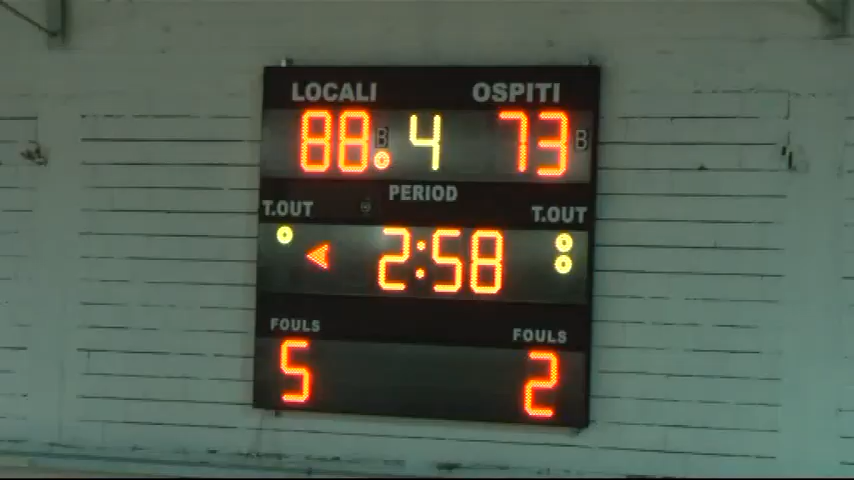 LOCALI OSPITI
88 B 4 73 B
PERIOD
T.OUT T.OUT
2:58
FOULS FOULS
5 2